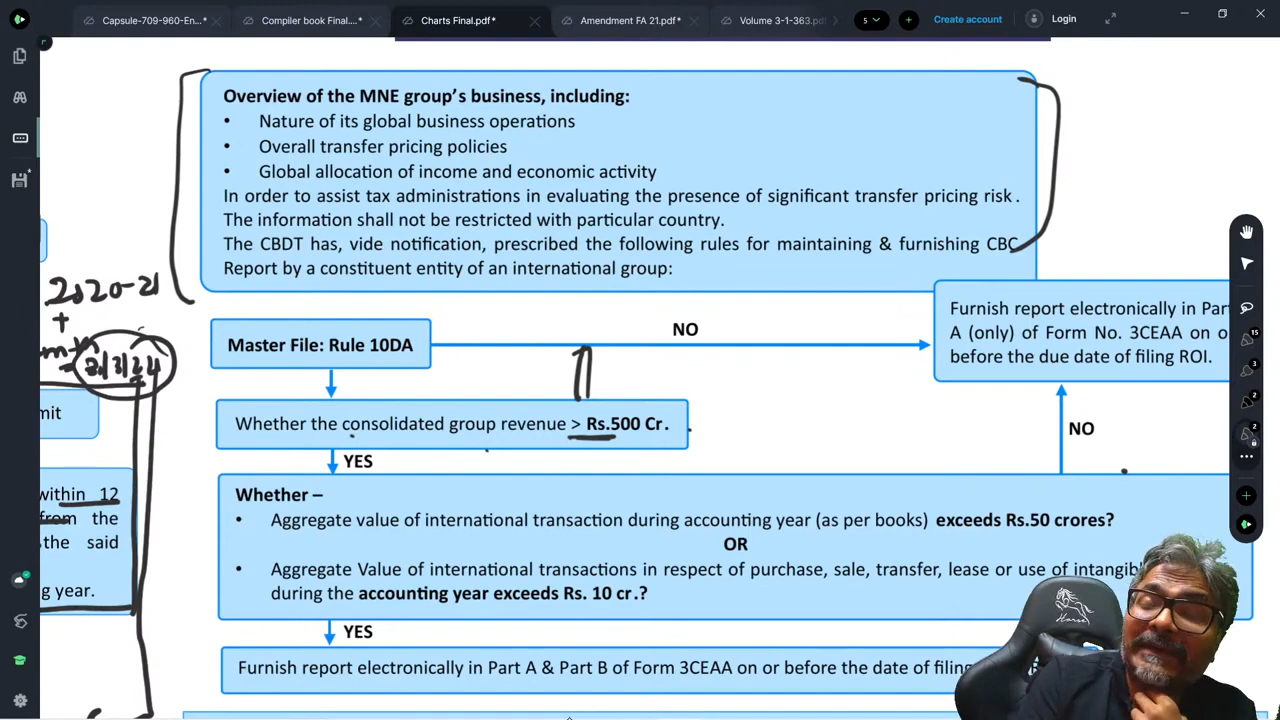 Capsule-709-960-En...*
Compiler book Final....*
Charts Final.pdf*
Amendment FA 21.pdf*
Volume 3-1-363.pd
5
Create account
Login
Overview of the MNE group's business, including:
• Nature of its global business operations
• Overall transfer pricing policies
• Global allocation of income and economic activity
In order to assist tax administrations in evaluating the presence of significant transfer pricing risk.
The information shall not be restricted with particular country.
The CBDT has, vide notification, prescribed the following rules for maintaining & furnishing CBC
Report by a constituent entity of an international group:
2020-21
+
31/3/24
mit
within 12
from the
the said
g year.
Master File: Rule 10DA
NO
Furnish report electronically in Part
A (only) of Form No. 3CEAA on o
before the due date of filing ROI.
Whether the consolidated group revenue > Rs.500 Cr.
YES
NO
Whether –
• Aggregate value of international transaction during accounting year (as per books) exceeds Rs.50 crores?
OR
• Aggregate Value of international transactions in respect of purchase, sale, transfer, lease or use of intangib
during the accounting year exceeds Rs. 10 cr.?
YES
Furnish report electronically in Part A & Part B of Form 3CEAA on or before the date of filing
15
3
2
2
Horse